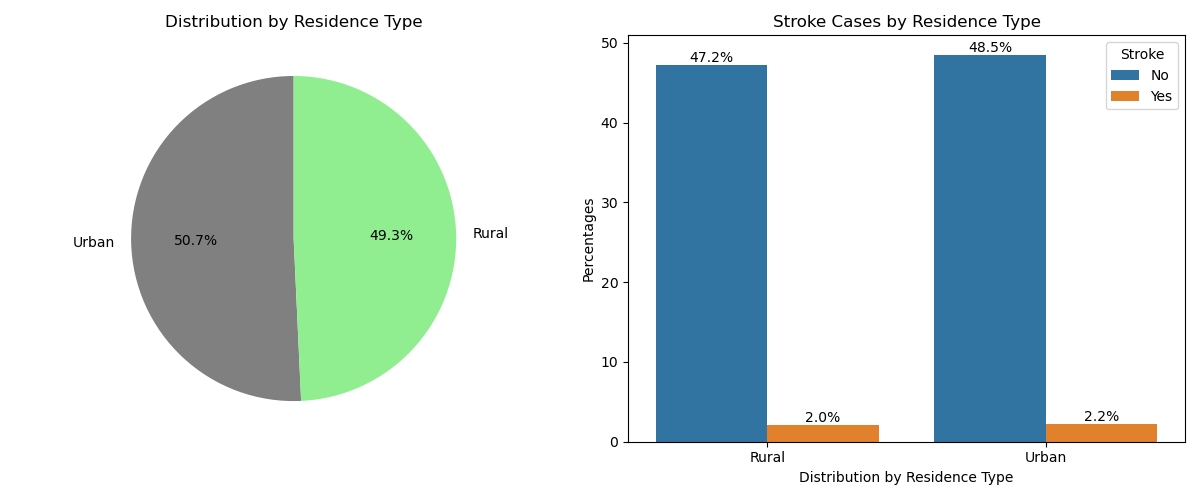 Distribution by Residence Type
Urban
50.7%
49.3%
Rural
Stroke Cases by Residence Type
Percentages
50
40
30
20
10
0
47.2%
2.0%
48.5%
2.2%
Stroke
No
Yes
Rural
Urban
Distribution by Residence Type